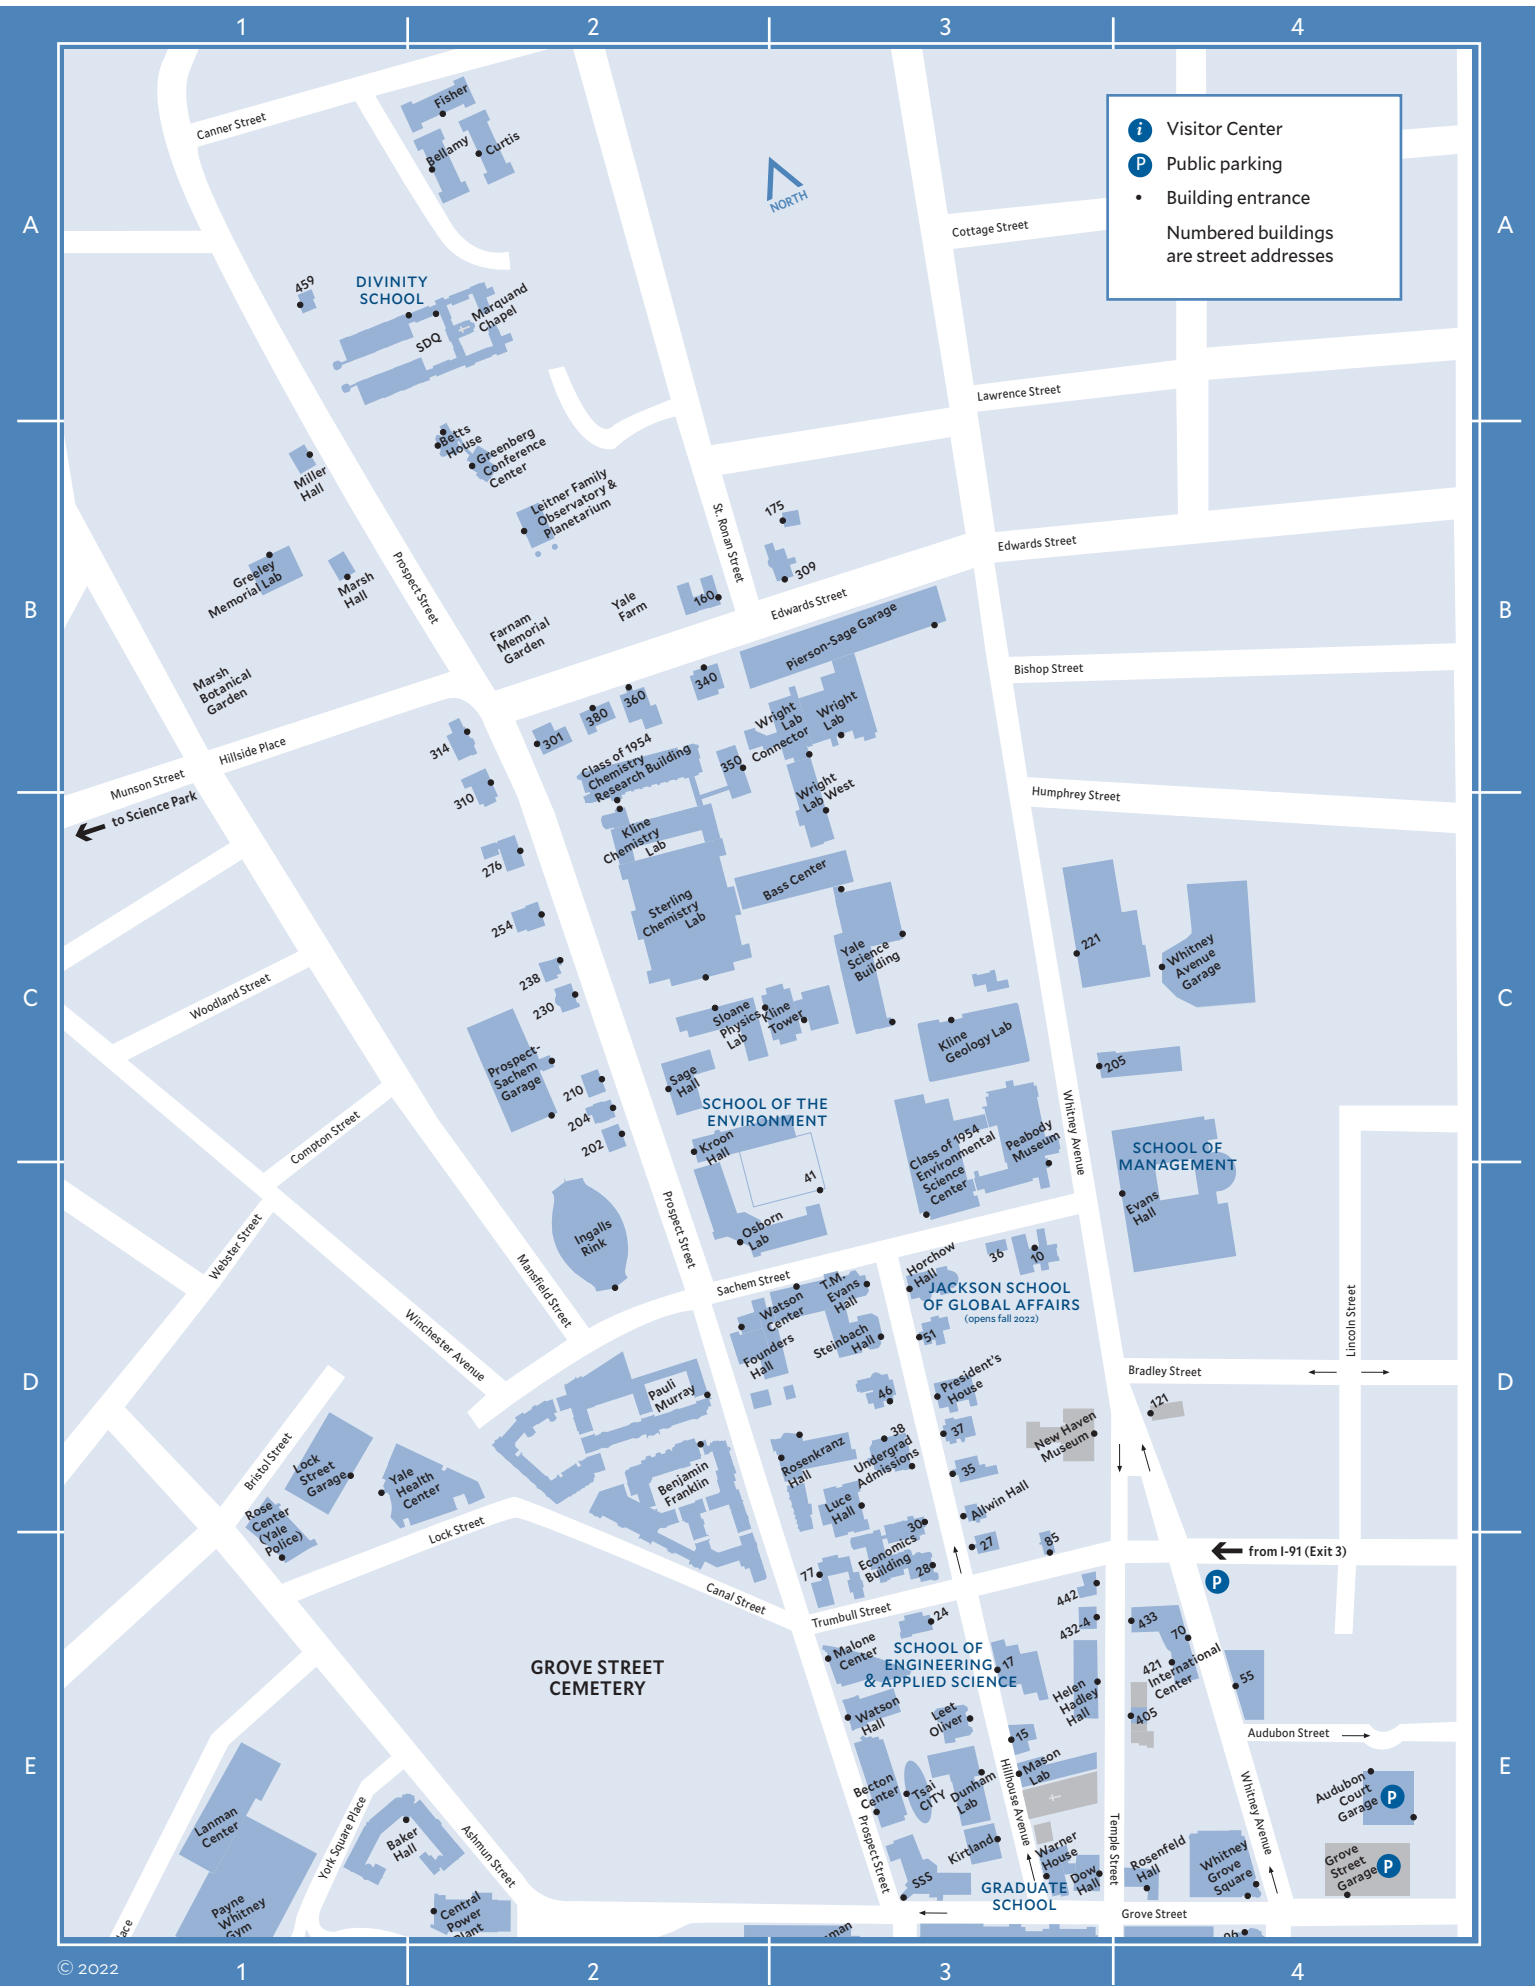 1
2
3
4
A
A
Visitor Center
P
Public parking
Building entrance
Numbered buildings
are street addresses
i
NORTH
Canner Street
Fisher
Bellamy
Curtis
Cottage Street
459
DIVINITY
SCHOOL
SDQ
Marquand
Chapel
Lawrence Street
B
B
Miller
Hall
Betts
House
Greenberg
Conference
Center
Leitner Family
Observatory &
Planetarium
Greeley
Memorial Lab
Marsh
Hall
Prospect Street
St. Ronan Street
175
309
160
Edwards Street
Edwards Street
Yale
Farm
Farnam
Memorial
Garden
Marsh
Botanical
Garden
Pierson-Sage Garage
Bishop Street
340
360
380
301
314
310
Hillside Place
Munson Street
to Science Park
Class of 1954
Chemistry
Research Building
350
Wright
Lab
Connector
Wright
Lab
Wright
Lab West
Humphrey Street
C
C
Kline
Chemistry
Lab
276
254
238
230
Sterling
Chemistry
Lab
Bass Center
Yale
Science
Building
221
Whitney
Avenue
Garage
Woodland Street
Sloane
Physics
Lab
Kline
Tower
Kline
Geology Lab
205
Prospect-
Sachem
Garage
210
204
202
Sage
Hall
SCHOOL OF THE
ENVIRONMENT
Kroon
Hall
41
Osborn
Lab
Class of 1954
Environmental
Science
Center
Peabody
Museum
Whitney Avenue
SCHOOL OF
MANAGEMENT
Evans
Hall
Compton Street
D
D
Webster Street
Winchester Avenue
Mansfield Street
Ingalls
Rink
Prospect Street
Sachem Street
Horchow
Hall
36
10
JACKSON SCHOOL
OF GLOBAL AFFAIRS
(opens fall 2022)
Watson
Center
T.M.
Evans
Hall
Founders
Hall
Steinbach
Hall
51
46
President's
House
Lincoln Street
Bradley Street
121
New Haven
Museum
37
38
35
Undergrad
Admissions
Rosenkranz
Hall
Luce
Hall
Allwin Hall
Pauli
Murray
Benjamin
Franklin
Bristol Street
Lock
Street
Garage
Yale
Health
Center
Rose
Center
(Yale
Police)
Lock Street
Canal Street
30
Economics
Building
28
27
85
77
from I-91 (Exit 3)
P
E
E
Trumbull Street
24
442
432-4
433
70
421
International
Center
55
405
Malone
Center
SCHOOL OF
ENGINEERING
& APPLIED SCIENCE
17
Helen
Hadley
Hall
Watson
Hall
Leet
Oliver
15
Mason
Lab
Audubon Street
GROVE STREET
CEMETERY
Becton
Center
Tsai
CITY
Dunham
Lab
Hillhouse Avenue
Temple Street
Whitney Avenue
Audubon
Court
Garage
P
Lanman
Center
York Square Place
Baker
Hall
Ashmun Street
Prospect Street
Kirtland
Warner
House
Dow
Hall
Rosenfeld
Hall
Whitney
Grove
Square
Grove
Street
Garage
P
SSS
GRADUATE
SCHOOL
Grove Street
Payne
Whitney
Gym
Central
Power
Plant
lace
man
96
© 2022
1
2
3
4